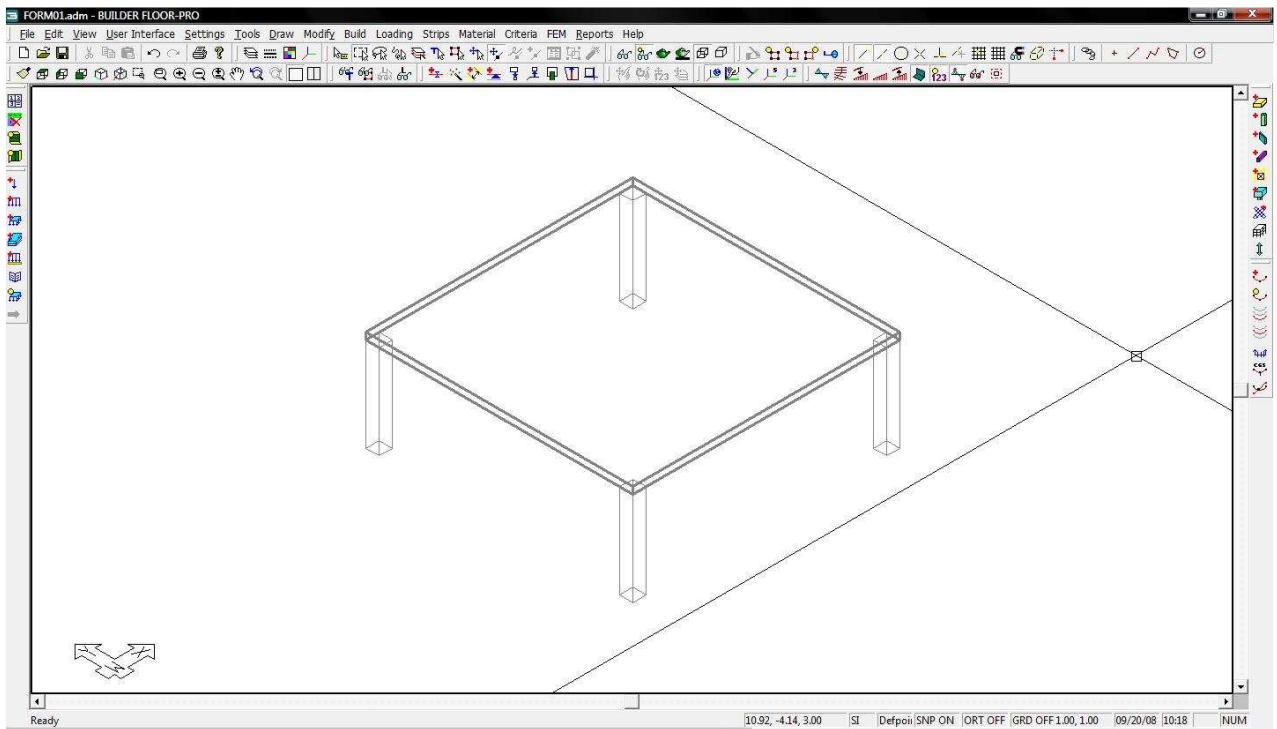 FORM01.adm - BUILDER FLOOR-PRO
File Edit View User Interface Settings Tools Draw Modify Build Loading Strips Material Criteria FEM Reports Help
Ready 10.92, -4.14, 3.00 SI Defpoi SNP ON ORT OFF GRD OFF 1.00, 1.00 09/20/08 10:18 NUM